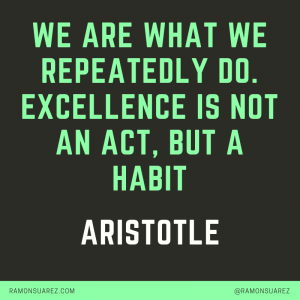 WE ARE WHAT WE
REPEATEDLY DO.
EXCELLENCE IS NOT
AN ACT, BUT A
HABIT
ARISTOTLE
RAMONSUAREZ.COM
@RAMONSUAREZ